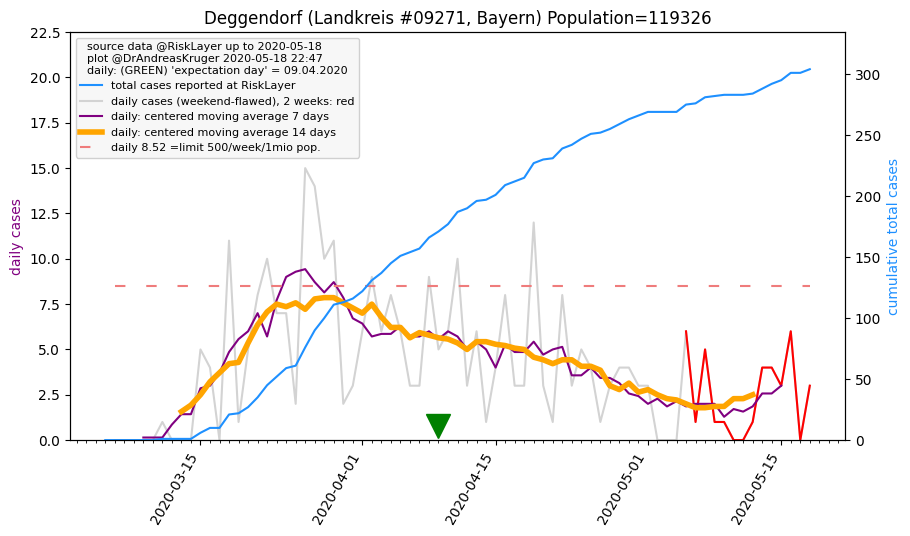 Deggendorf (Landkreis #09271, Bayern) Population=119326
source data @RiskLayer up to 2020-05-18
plot @DrAndreasKruger 2020-05-18 22:47
daily: (GREEN) 'expectation day' = 09.04.2020
total cases reported at RiskLayer
daily cases (weekend-flawed), 2 weeks: red
daily: centered moving average 7 days
daily: centered moving average 14 days
daily 8.52 =limit 500/week/1mio pop.
daily cases
22.5
20.0
17.5
15.0
12.5
10.0
7.5
5.0
2.5
0.0
300
250
200
150
100
50
0
cumulative total cases
2020-03-15
2020-04-01
2020-04-15
2020-05-01
2020-05-15